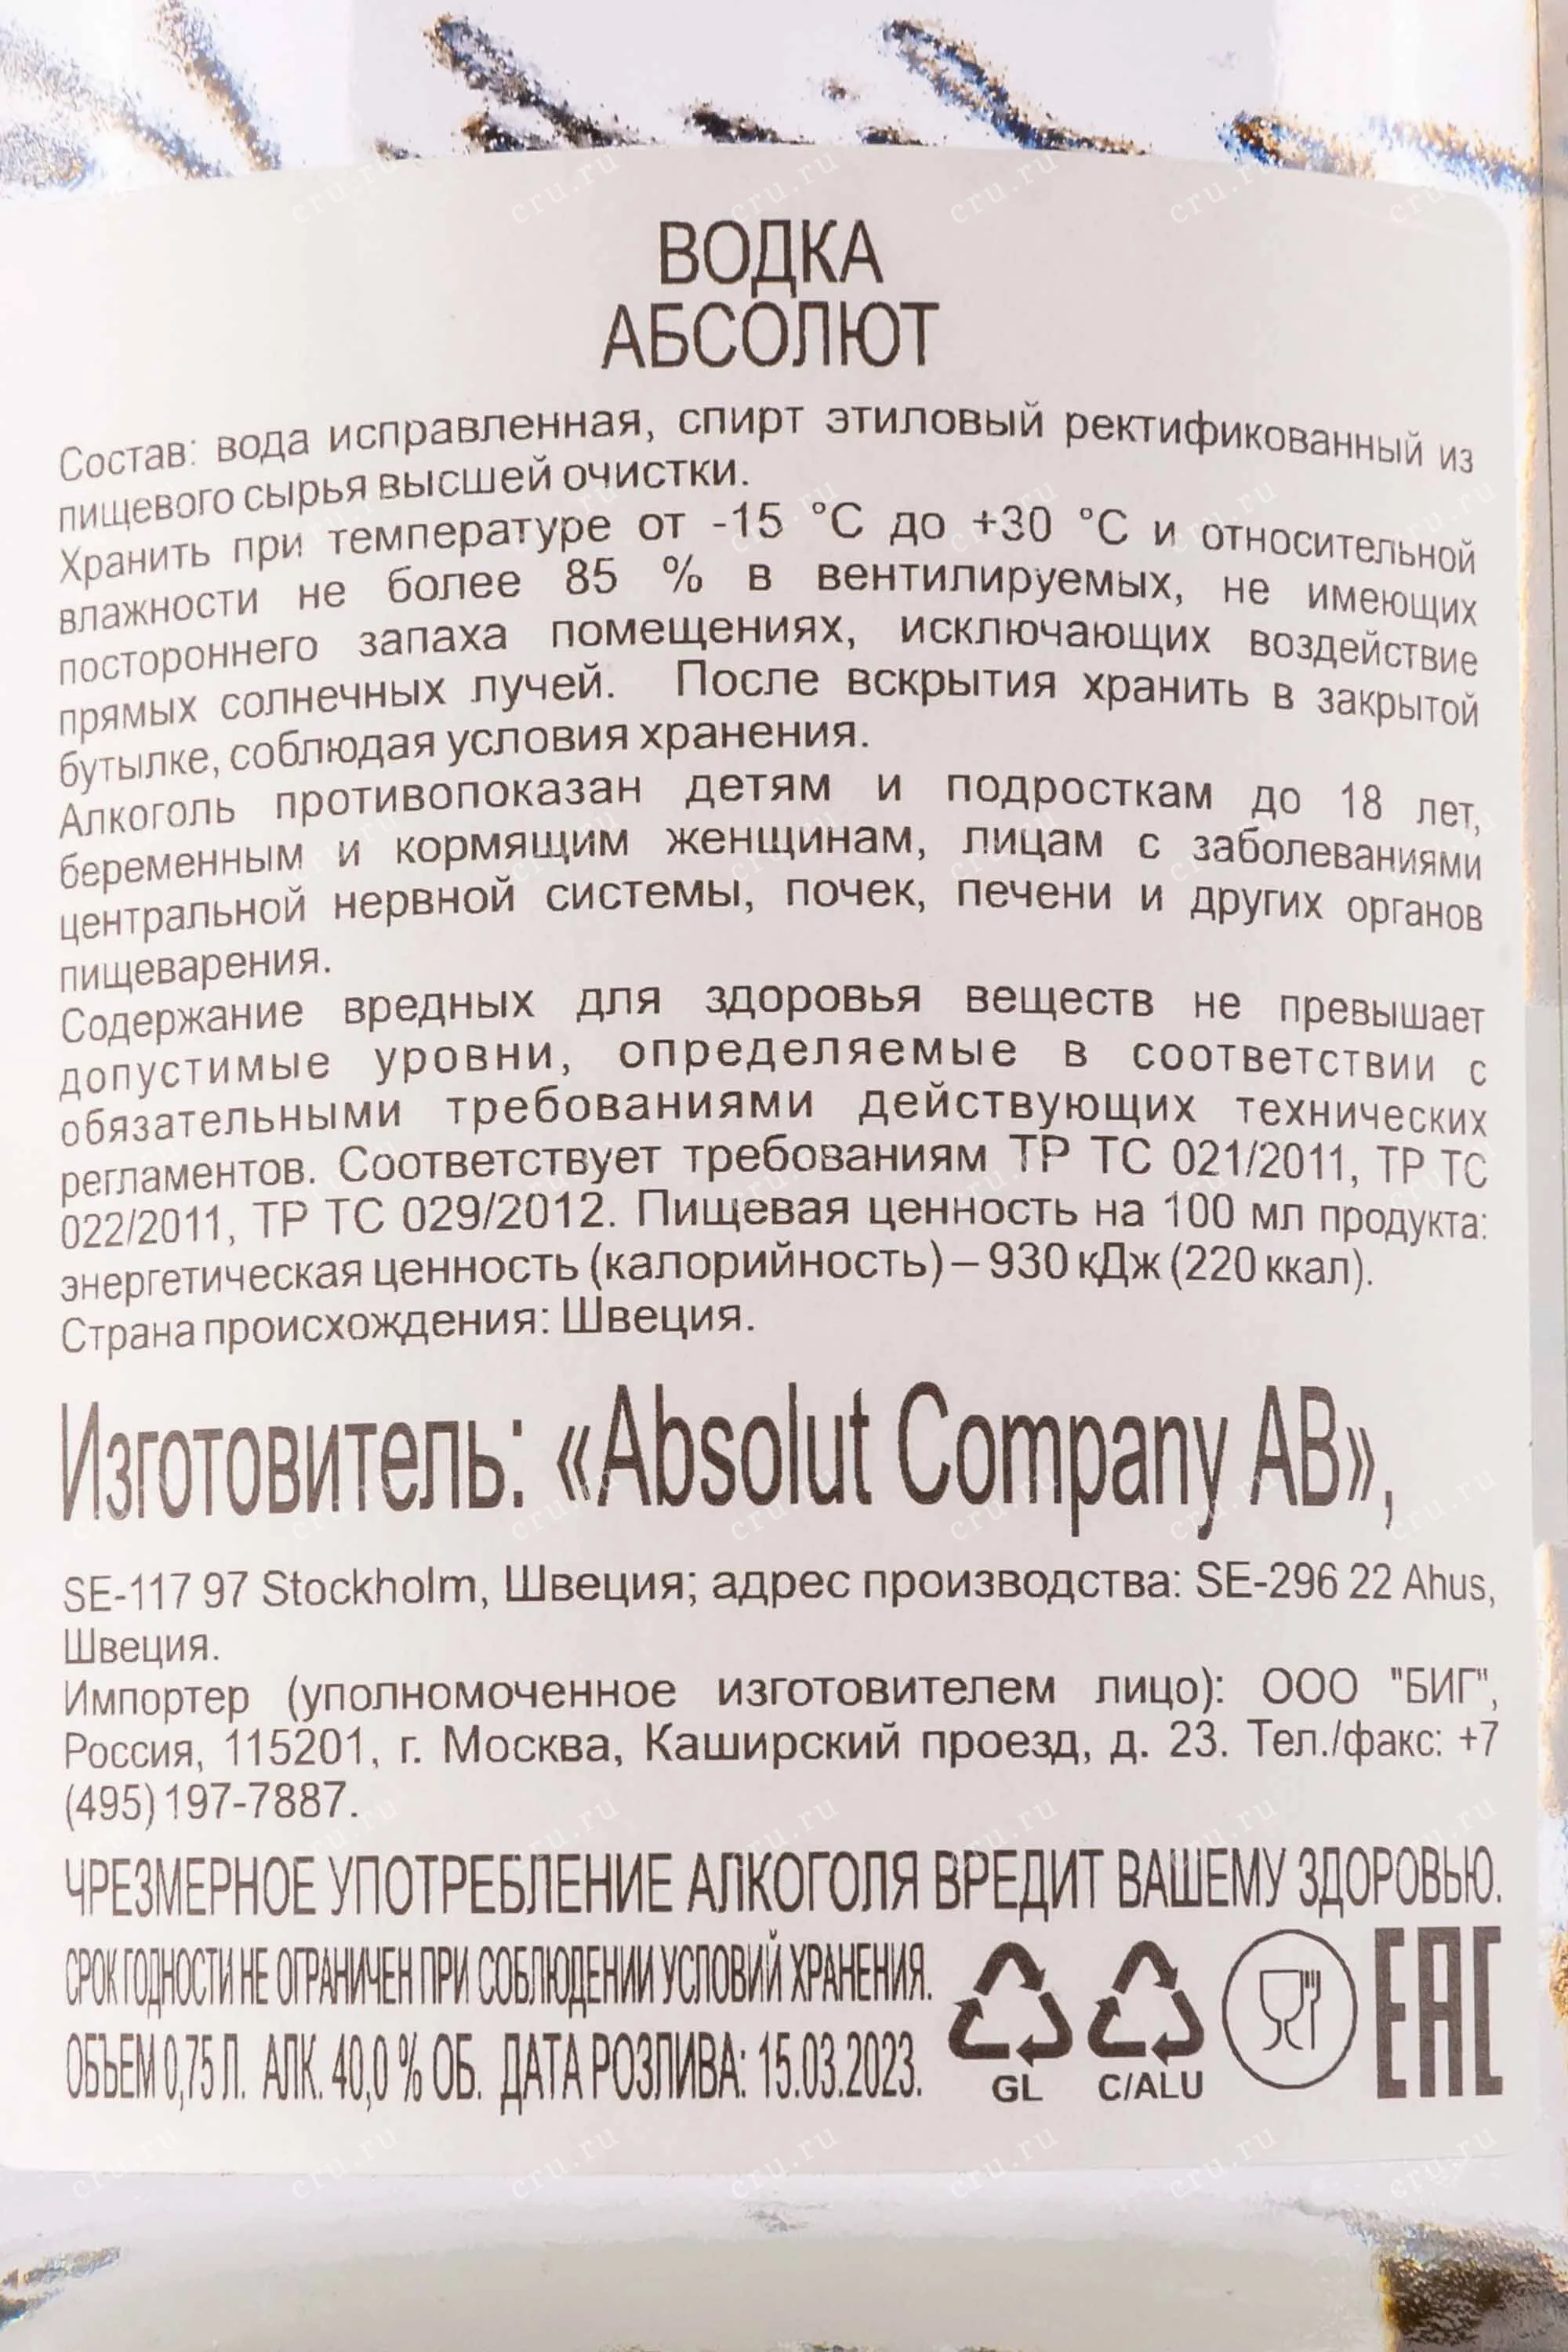 ВОДКА
АБСОЛЮТ
Состав: вода исправленная, спирт этиловый ректификованный из
пищевого сырья высшей очистки.
Хранить при температуре от -15 °С до +30 °С и относительной
влажности не более 85 % в вентилируемых, не имеющих
постороннего запаха помещениях, исключающих воздействие
прямых солнечных лучей. После вскрытия хранить в закрытой
бутылке, соблюдая условия хранения.
Алкоголь противопоказан детям и подросткам до 18 лет,
беременным и кормящим женщинам, лицам с заболеваниями
центральной нервной системы, почек, печени и других органов
пищеварения.
Содержание вредных для здоровья веществ не превышает
допустимые уровни, определяемые в соответствии с
обязательными требованиями действующих технических
регламентов. Соответствует требованиям ТР ТС 021/2011, ТР ТС
022/2011, ТР ТС 029/2012. Пищевая ценность на 100 мл продукта:
энергетическая ценность (калорийность) – 930 кДж (220 ккал).
Страна происхождения: Швеция.
Изготовитель: «Absolut Company AB»,
SE-117 97 Stockholm, Швеция; адрес производства: SE-296 22 Ahus,
Швеция.
Импортер (уполномоченное изготовителем лицо): ООО "БИГ",
Россия, 115201, г. Москва, Каширский проезд, д. 23. Тел./факс: +7
(495) 197-7887.
ЧРЕЗМЕРНОЕ УПОТРЕБЛЕНИЕ АЛКОГОЛЯ ВРЕДИТ ВАШЕМУ ЗДОРОВЬЮ.
СРОК ГОДНОСТИ НЕ ОГРАНИЧЕН ПРИ СОБЛЮДЕНИИ УСЛОВИЙ ХРАНЕНИЯ.
ОБЪЕМ 0,75 Л. АЛК. 40,0 % ОБ. ДАТА РОЗЛИВА: 15.03.2023.
GL C/ALU EAC
cru.ru